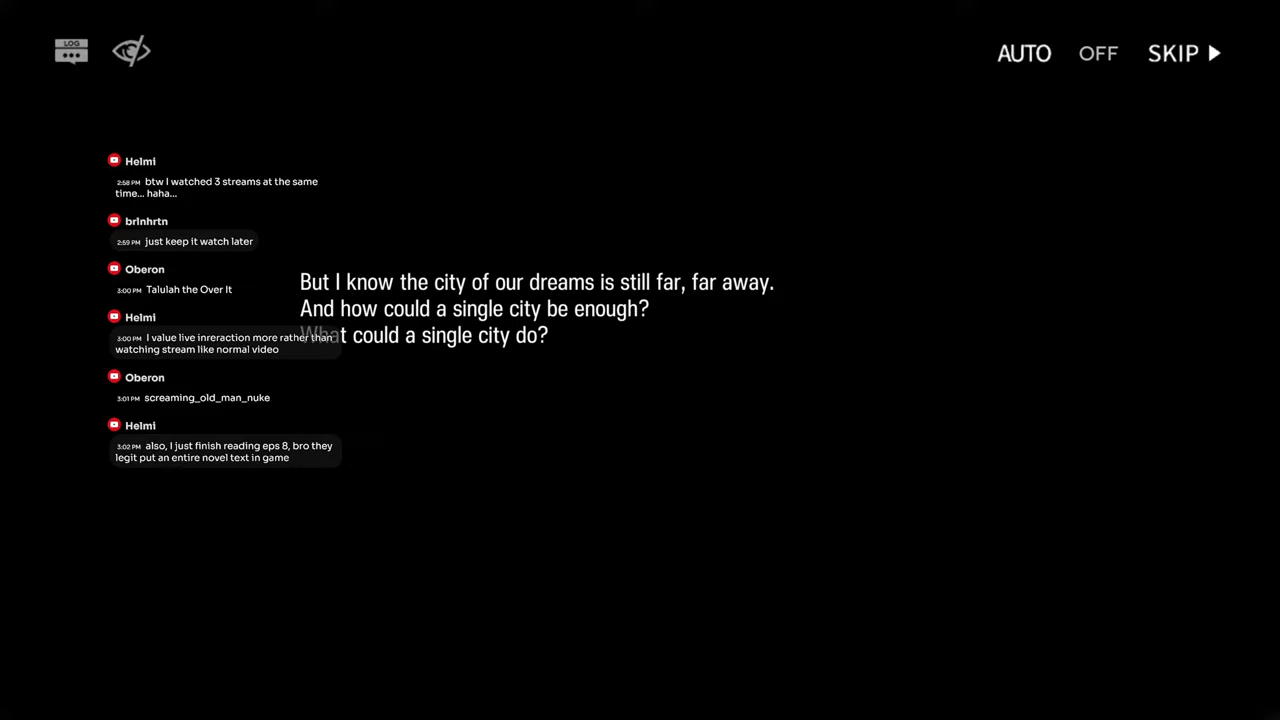 LOG
AUTO OFF SKIP
Helmi
2:58 PM btw I watched 3 streams at the same
time... haha...
br1nhrtn
2:59 PM just keep it watch later
Oberon
3:00 PM Talulah the Over It
Helmi
3:00 PM I value live inreraction more rather than
watching stream like normal video
Oberon
3:01 PM screaming_old_man_nuke
Helmi
3:02 PM also, I just finish reading eps 8, bro they
legit put an entire novel text in game
But I know the city of our dreams is still far, far away.
And how could a single city be enough?
What could a single city do?